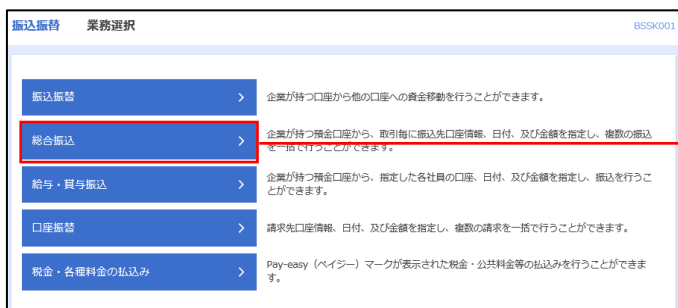 振込振替 業務選択 BSSK001
振込振替 企業が持つ口座から他の口座への資金移動を行うことができます。
総合振込 企業が持つ預金口座から、取引毎に振込先口座情報、日付、及び金額を指定し、複数の振込
を一括で行うことができます。
給与・賞与振込 企業が持つ預金口座から、指定した各社員の口座、日付、及び金額を指定し、振込を行うこ
とができます。
口座振替 請求先口座情報、日付、及び金額を指定し、複数の請求を一括で行うことができます。
税金・各種料金の払込み Pay-easy（ペイジー）マークが表示された税金・公共料金等の払込みを行うことができま
す。